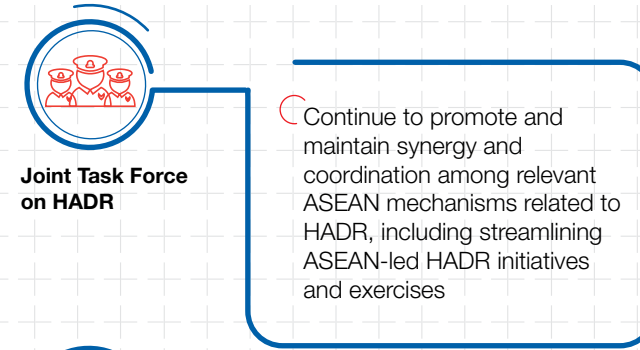 Joint Task Force
on HADR
Continue to promote and
maintain synergy and
coordination among relevant
ASEAN mechanisms related to
HADR, including streamlining
ASEAN-led HADR initiatives
and exercises